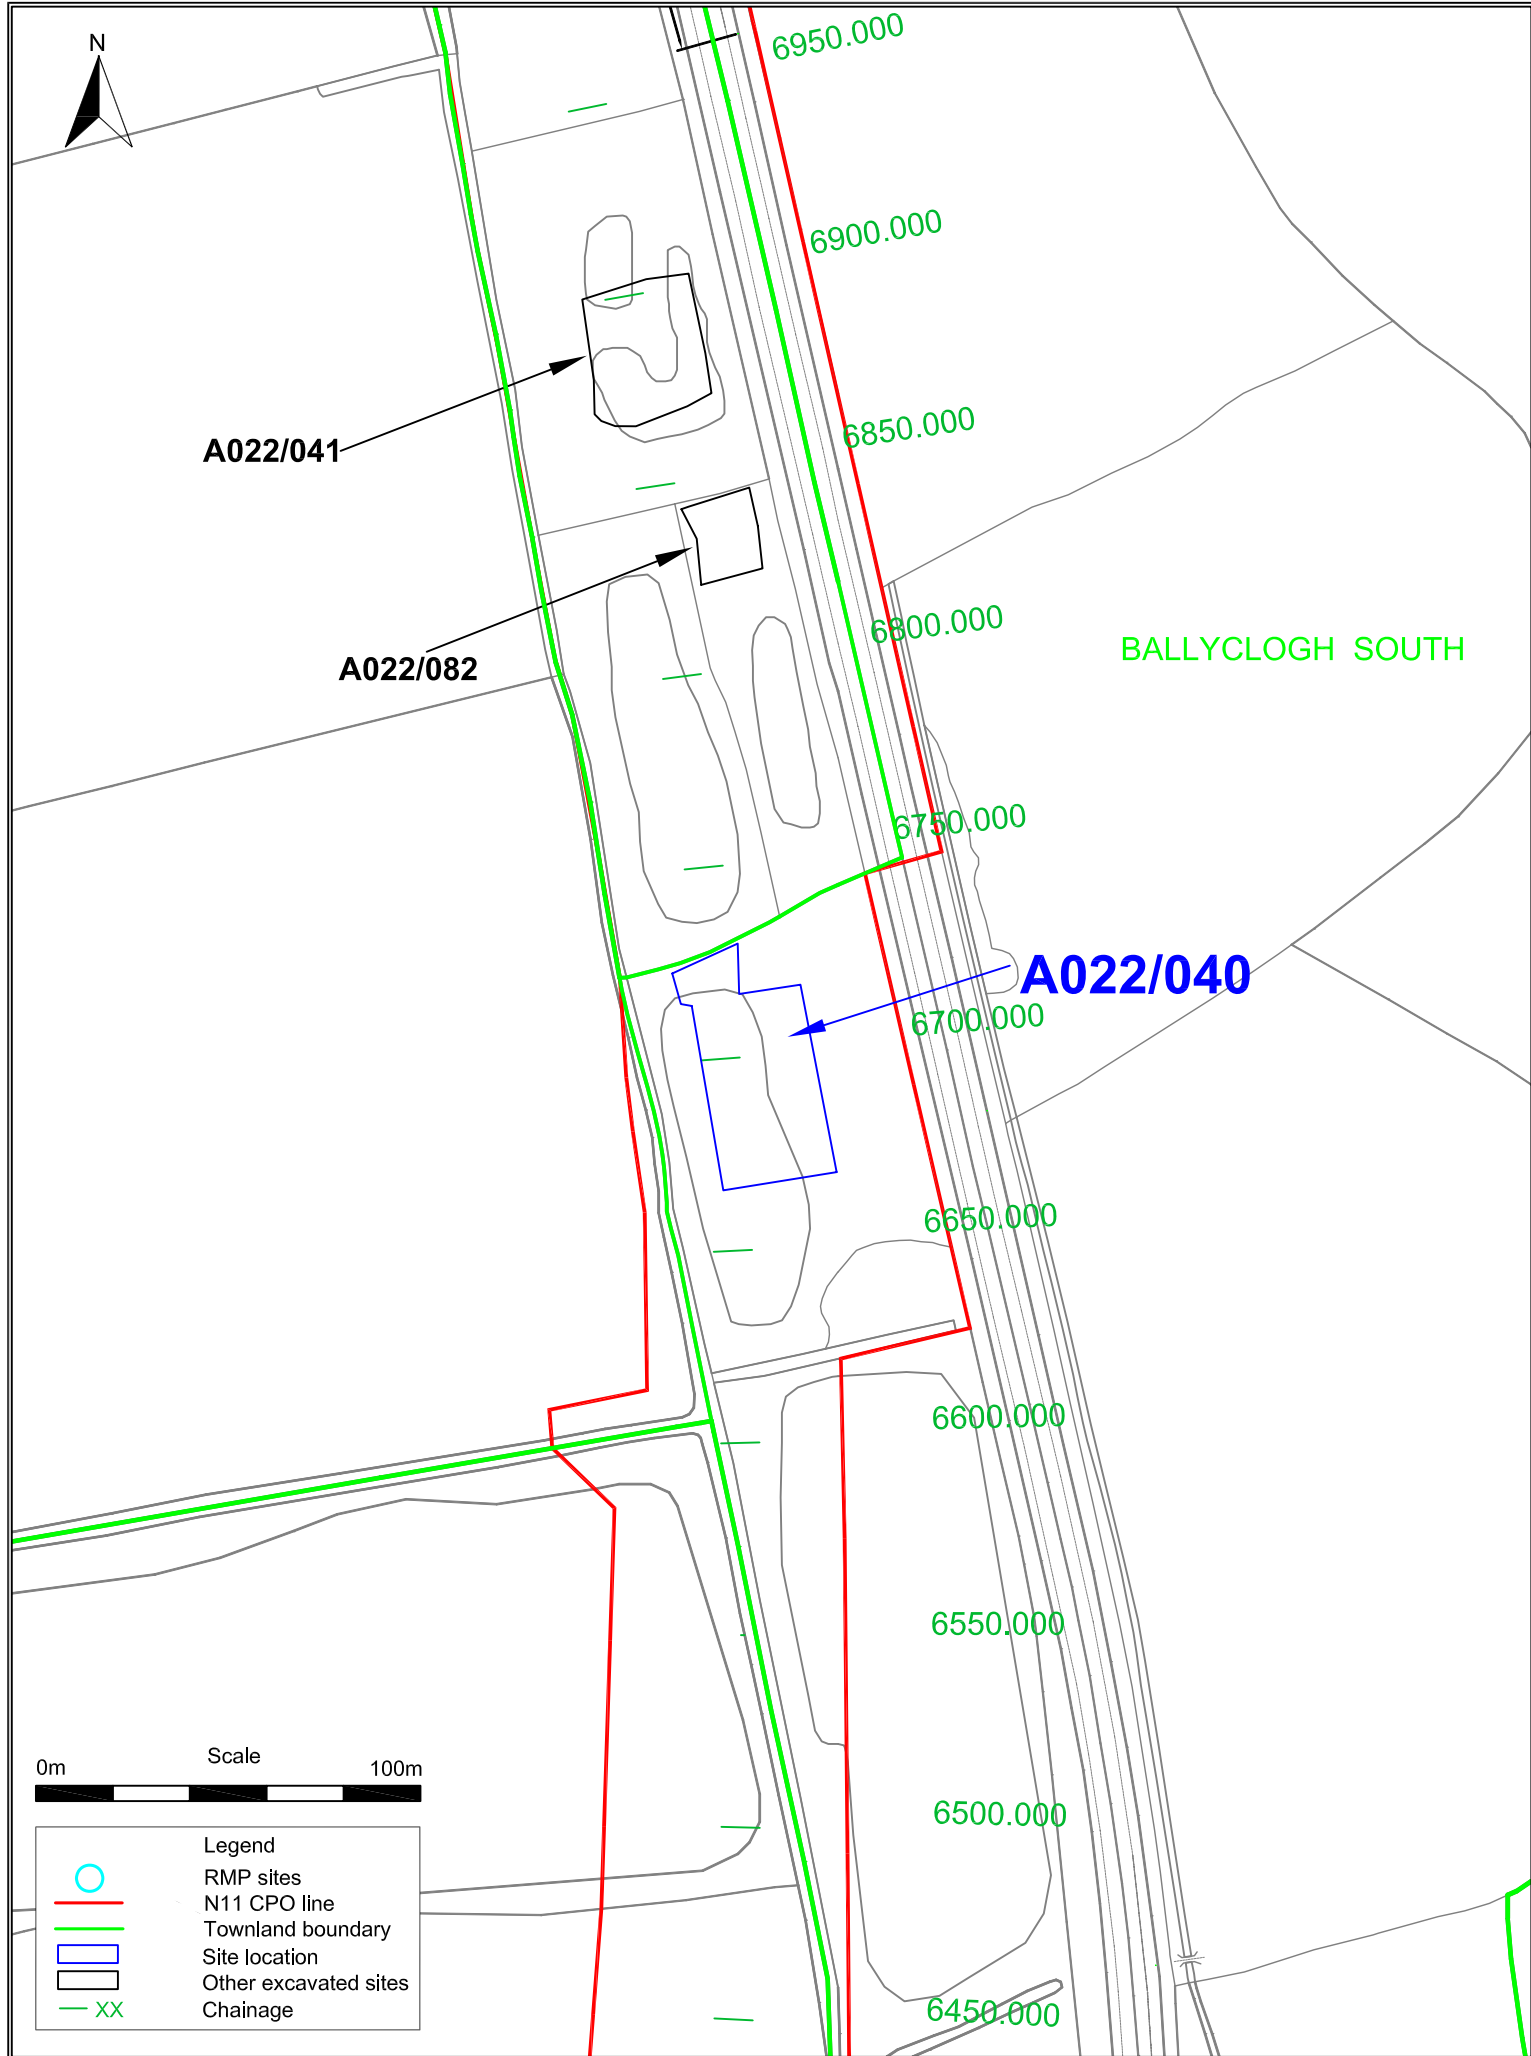 N
6950.000
6900.000
6850.000
A022/041
6800.000
BALLYCLOGH SOUTH
A022/082
6750.000
A022/040
6700.000
6650.000
6600.000
6550.000
6500.000
6450.000
Scale
0m 100m
Legend
RMP sites
N11 CPO line
Townland boundary
Site location
Other excavated sites
XX Chainage